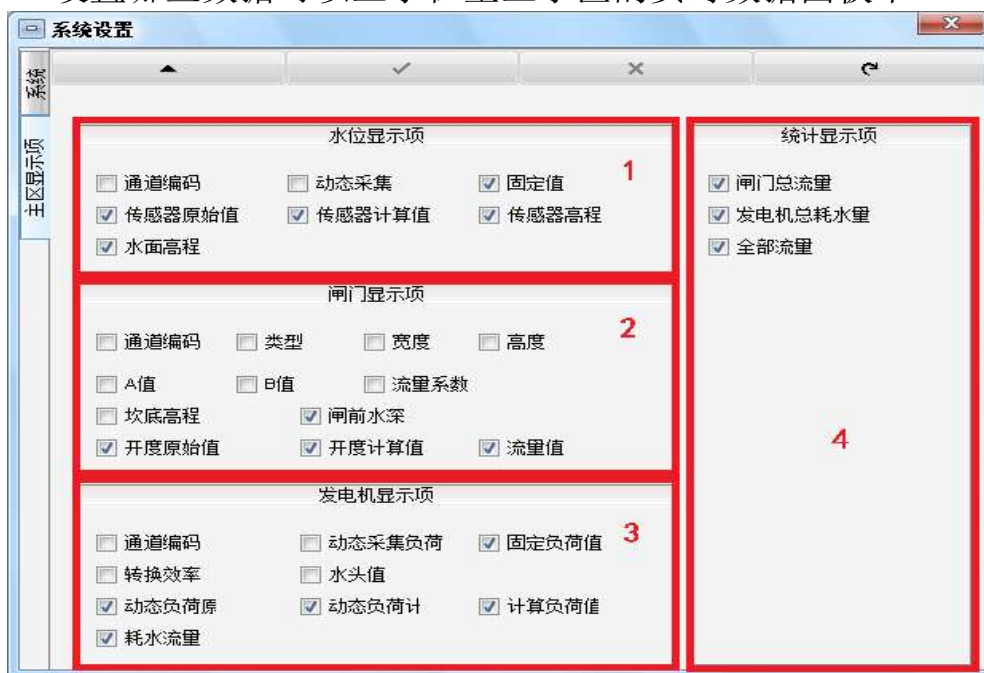 系统设置
系统
主区显示项
水位显示项
1
通道编码 动态采集 固定值
传感器原始值 传感器计算值 传感器高程
水面高程
闸门显示项
2
通道编码 类型 宽度 高度
A值 B值 流量系数
坎底高程 闸前水深
开度原始值 开度计算值 流量值
发电机显示项
3
通道编码 动态采集负荷 固定负荷值
转换效率 水头值
动态负荷原 动态负荷计 计算负荷值
耗水流量
统计显示项
闸门总流量
发电机总耗水量
全部流量
4